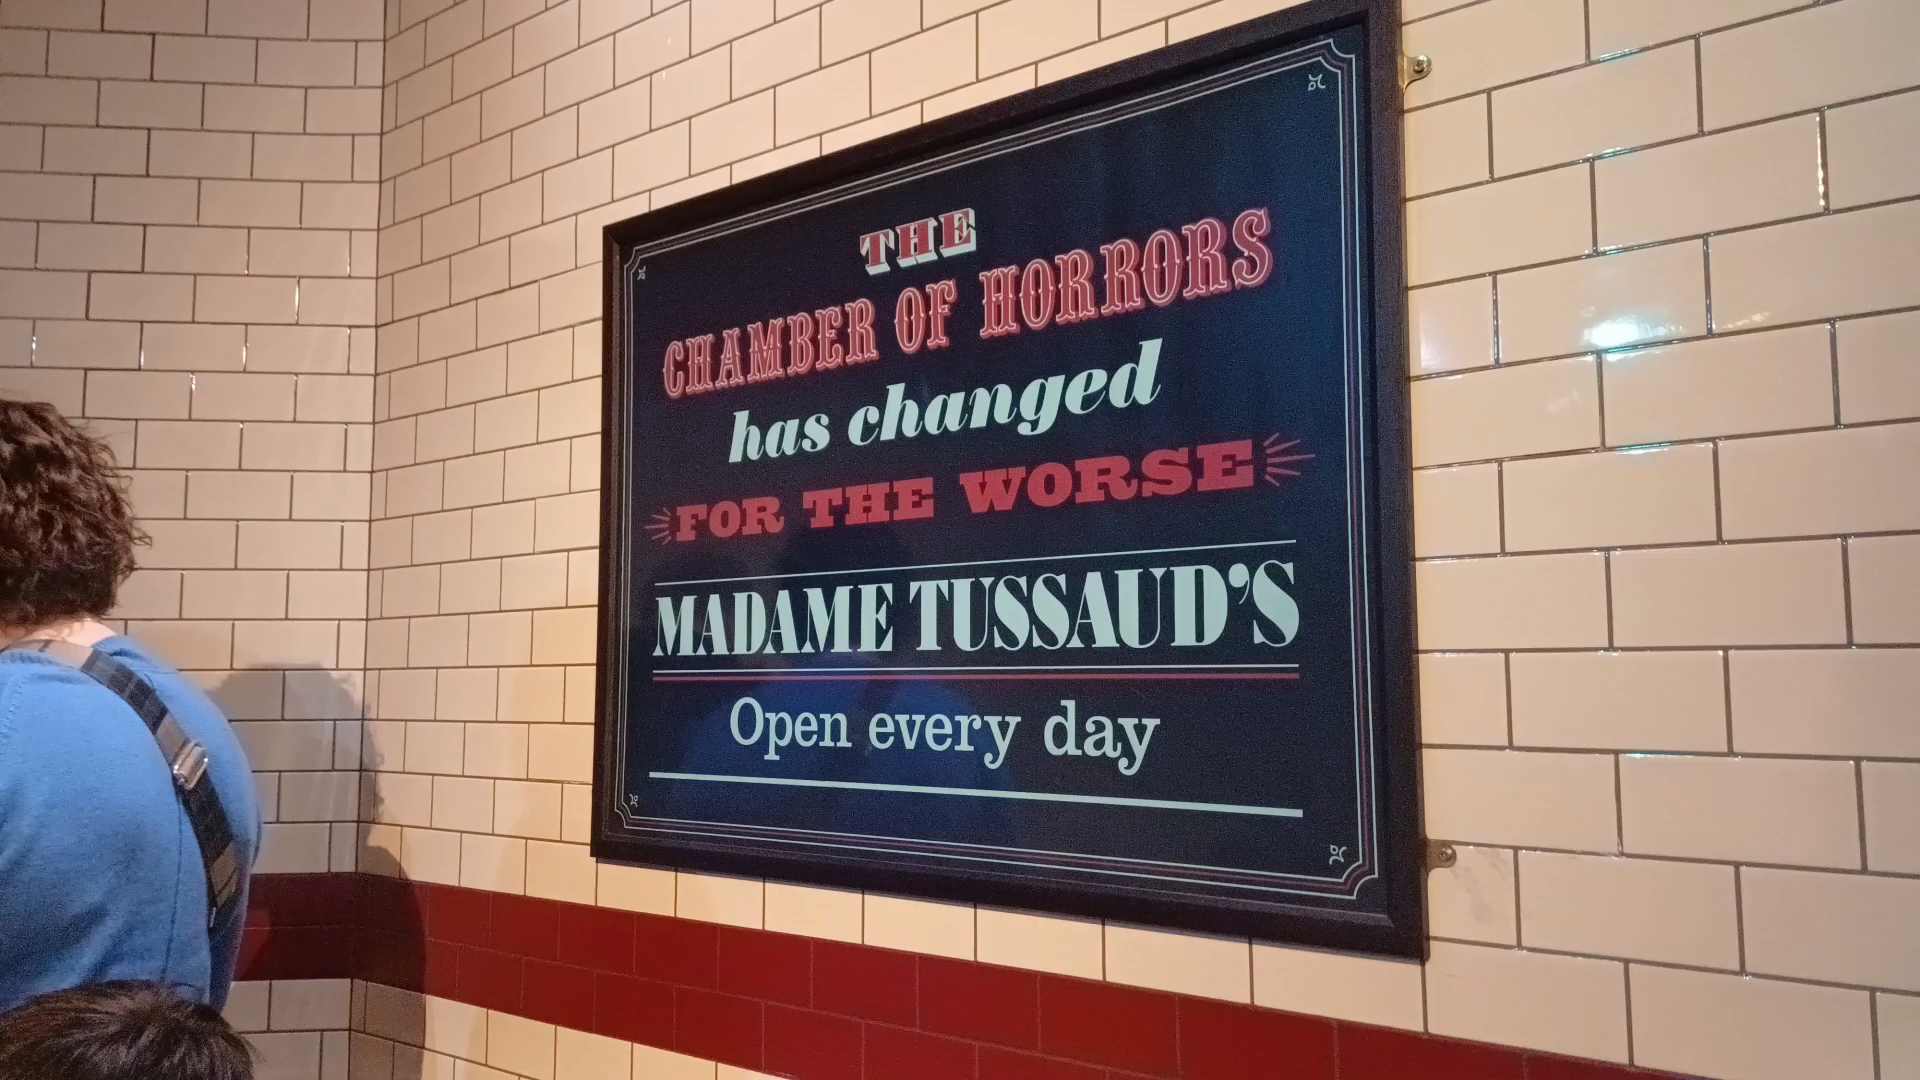 THE
CHAMBER OF HORRORS
has changed
FOR THE WORSE
MADAME TUSSAUD'S
Open every day